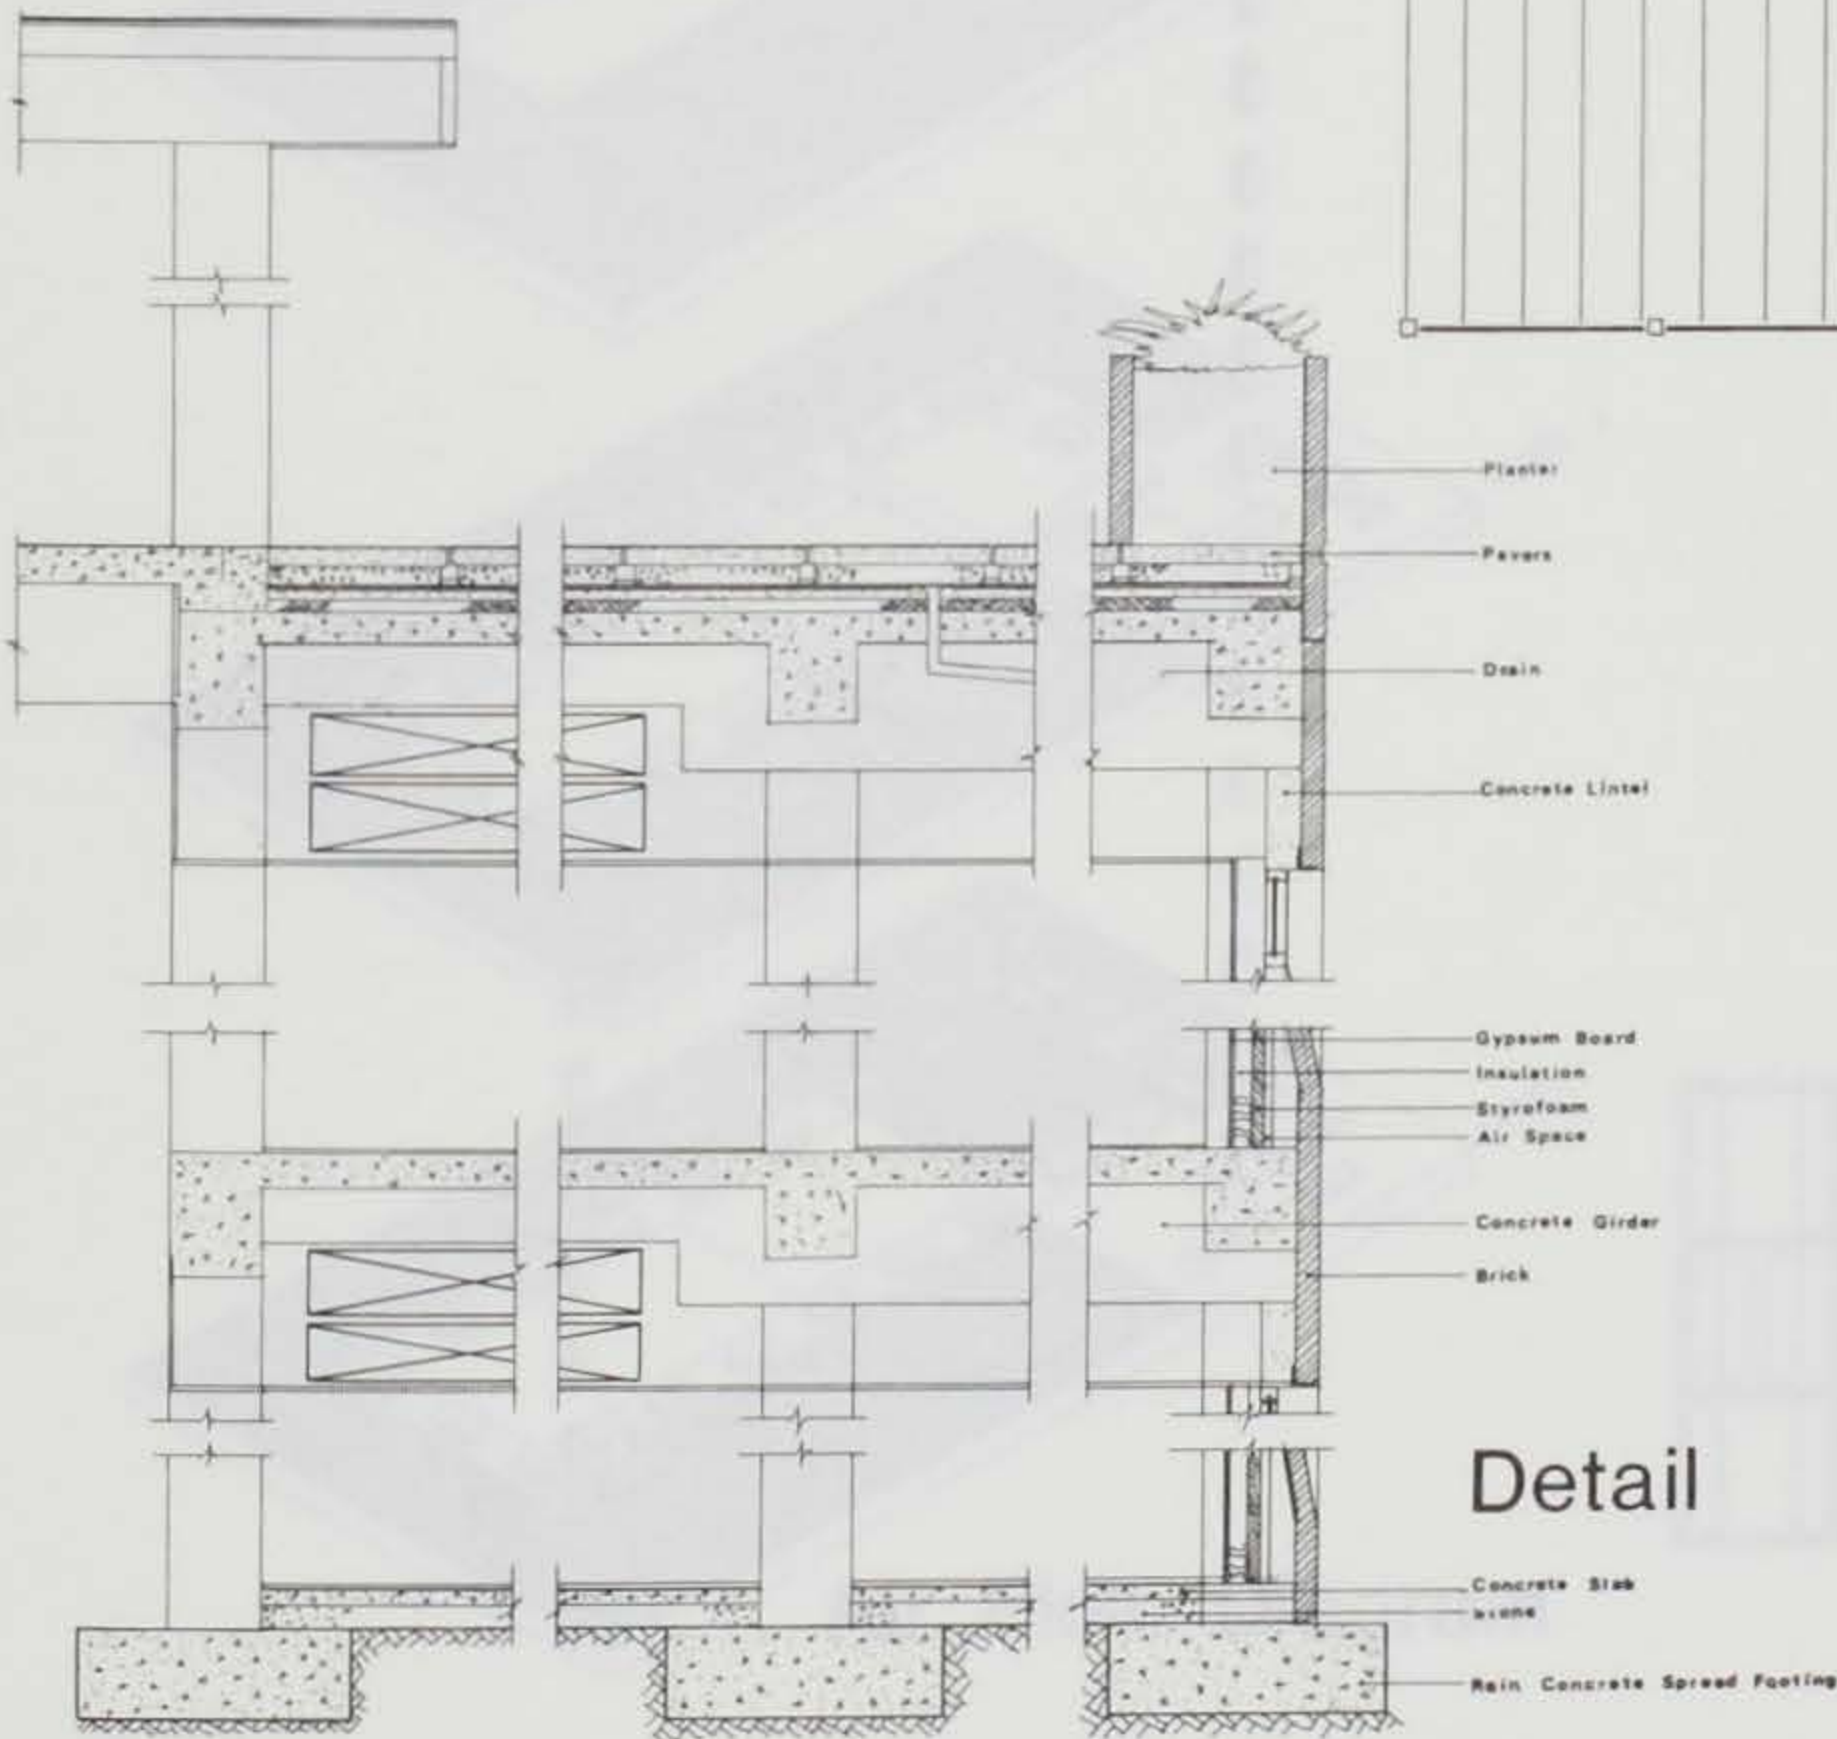 Planter
Pavers
Drain
Concrete Lintel
Gypsum Board
Insulation
Styrofoam
Air Space
Concrete Girder
Brick
Detail
Concrete Slab
Stone
Rein Concrete Spread Footing